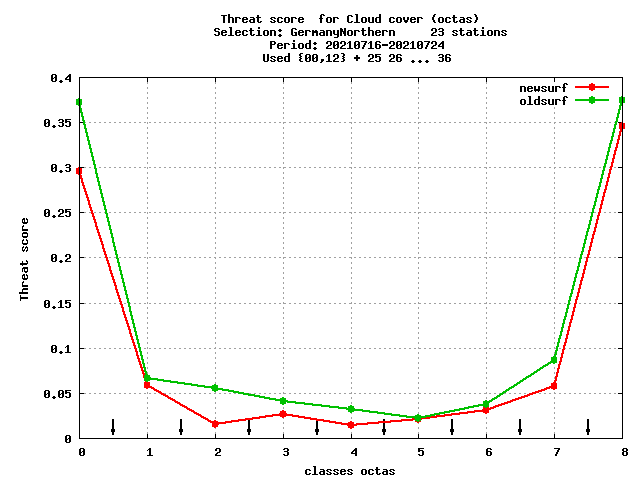 Threat score  for Cloud cover (octas)
Selection: GermanyNorthern     23 stations
Period: 20210716-20210724
Used {00,12} + 25 26 ... 36
newsurf
oldsurf
0.4
0.35
0.3
0.25
0.2
0.15
0.1
0.05
0
Threat score
0 1 2 3 4 5 6 7 8
classes octas